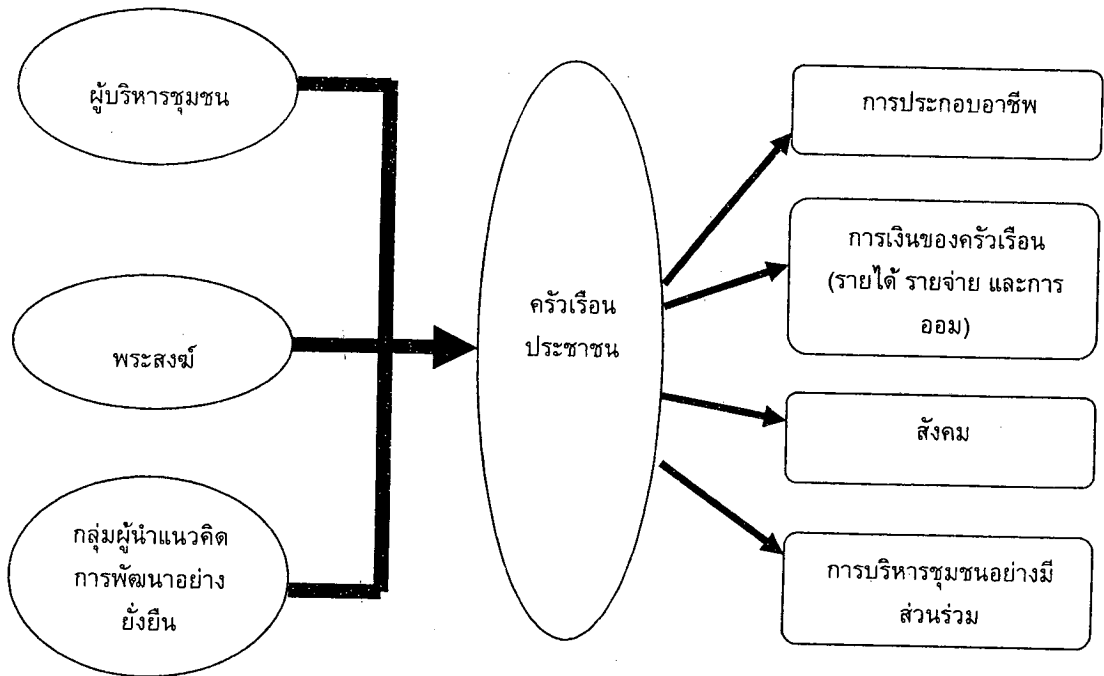 ผู้บริหารชุมชน
พระสงฆ์
กลุ่มผู้นำแนวคิด
การพัฒนาอย่าง
ยั่งยืน
ครัวเรือน
ประชาชน
การประกอบอาชีพ
การเงินของครัวเรือน
(รายได้ รายจ่าย และการ
ออม)
สังคม
การบริหารชุมชนอย่างมี
ส่วนร่วม